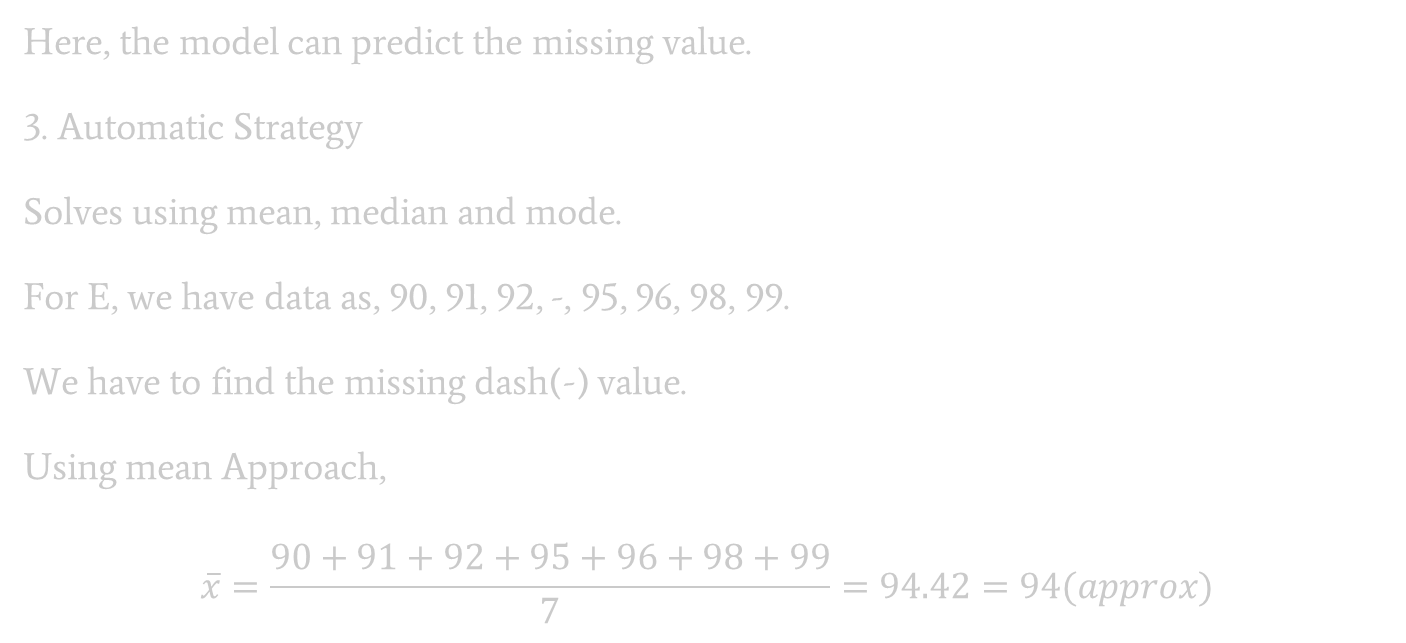 Here, the model can predict the missing value.
3. Automatic Strategy
Solves using mean, median and mode.
For E, we have data as, 90, 91, 92, -, 95, 96, 98, 99.
We have to find the missing dash(-) value.
Using mean Approach,
x̄ = (90 + 91 + 92 + 95 + 96 + 98 + 99) / 7 = 94.42 = 94(approx)